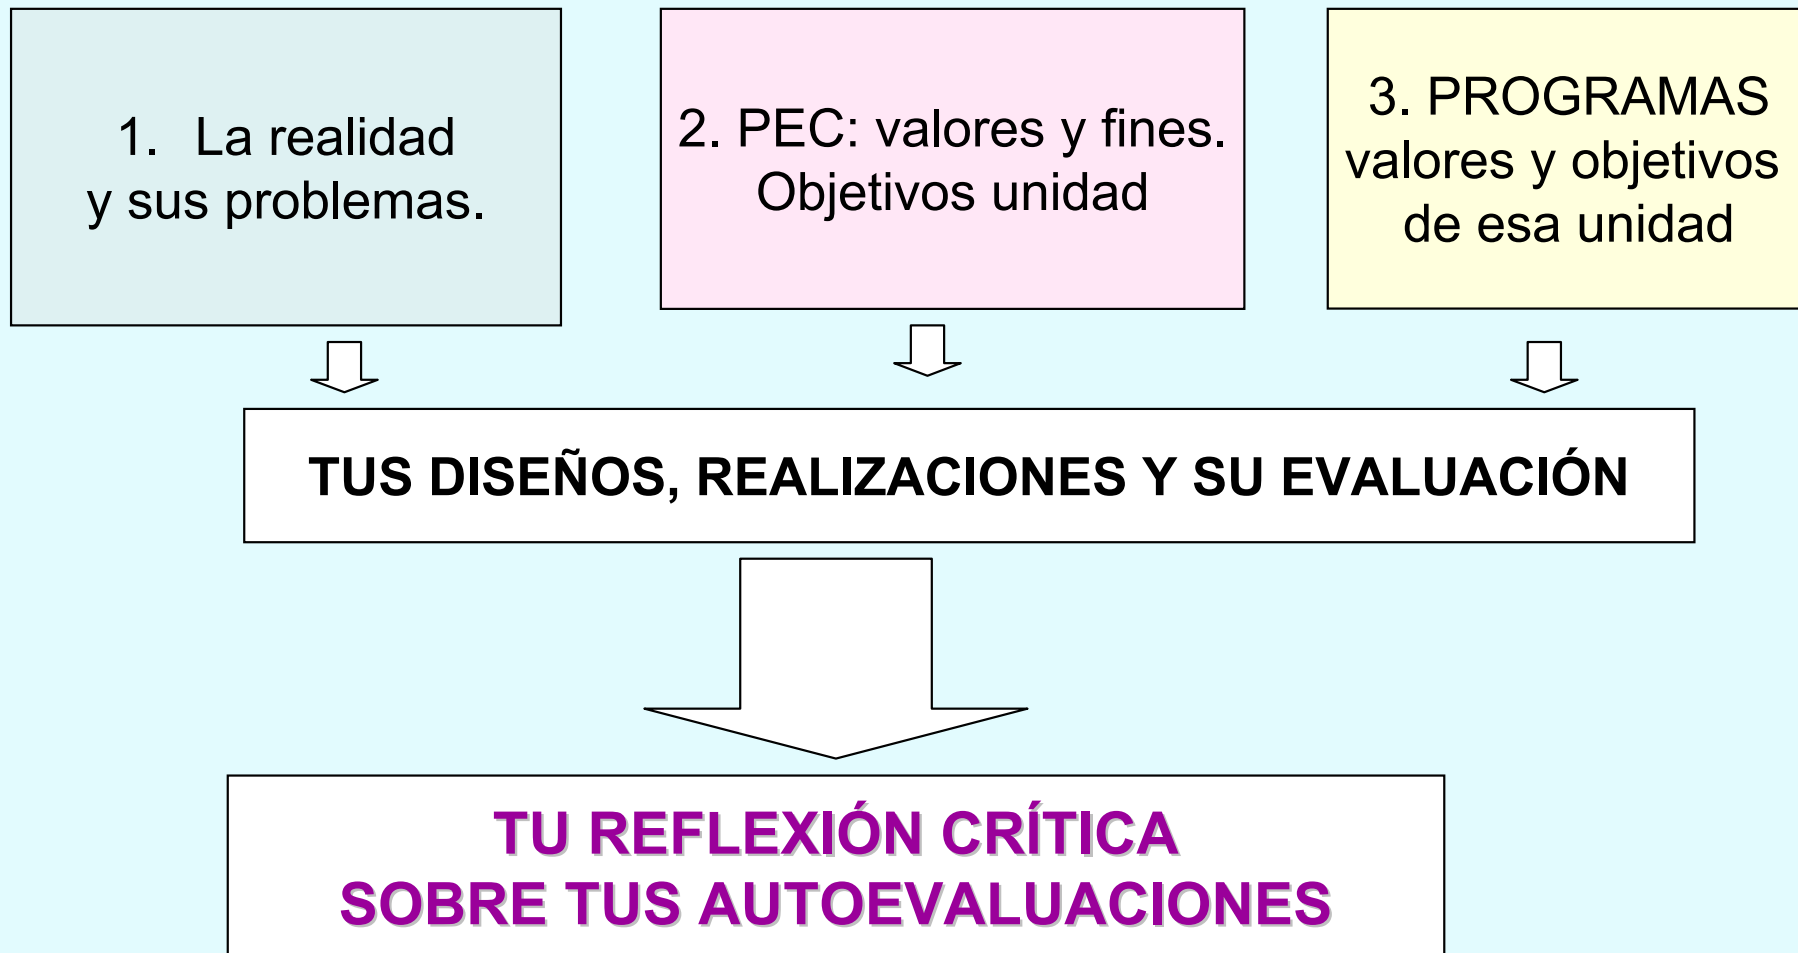 1. La realidad
y sus problemas.
2. PEC: valores y fines.
Objetivos unidad
3. PROGRAMAS
valores y objetivos
de esa unidad
TUS DISEÑOS, REALIZACIONES Y SU EVALUACIÓN
TU REFLEXIÓN CRÍTICA
SOBRE TUS AUTOEVALUACIONES